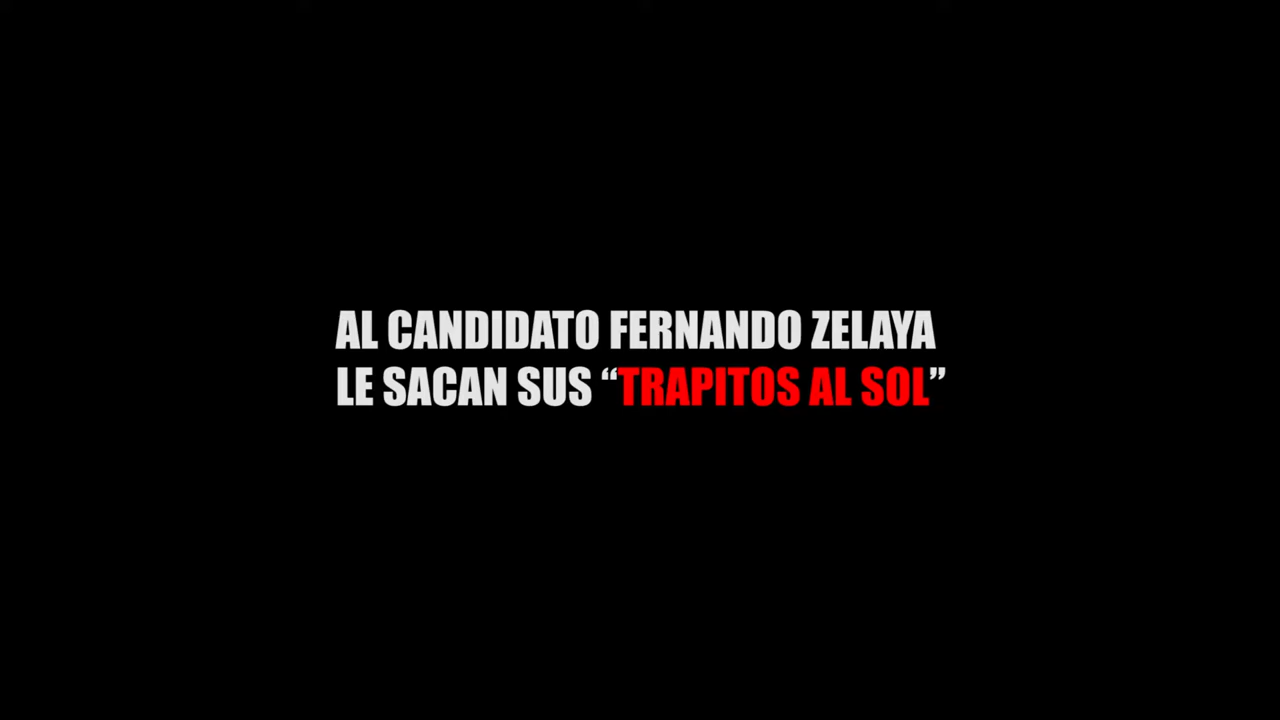 AL CANDIDATO FERNANDO ZELAYA
LE SACAN SUS “TRAPITOS AL SOL”